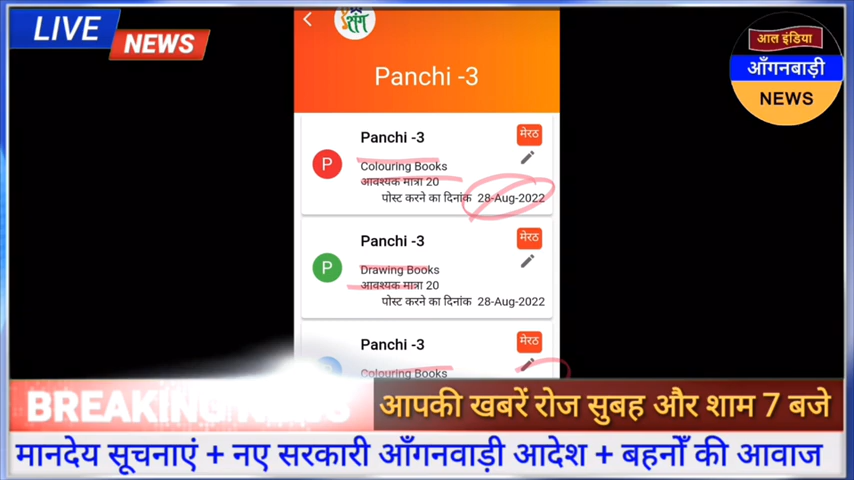 LIVE
NEWS
संग
Panchi -3
आल इंडिया
आँगनबाड़ी
NEWS
Panchi -3
मेरठ
P
Colouring Books
आवश्यक मात्रा 20
पोस्ट करने का दिनांक 28-Aug-2022
Panchi -3
मेरठ
P
Drawing Books
आवश्यक मात्रा 20
पोस्ट करने का दिनांक 28-Aug-2022
Panchi -3
मेरठ
Colouring Books
BREAKING NEWS
आपकी खबरें रोज सुबह और शाम 7 बजे
मानदेय सूचनाएं + नए सरकारी आँगनवाड़ी आदेश + बहनोँ की आवाज